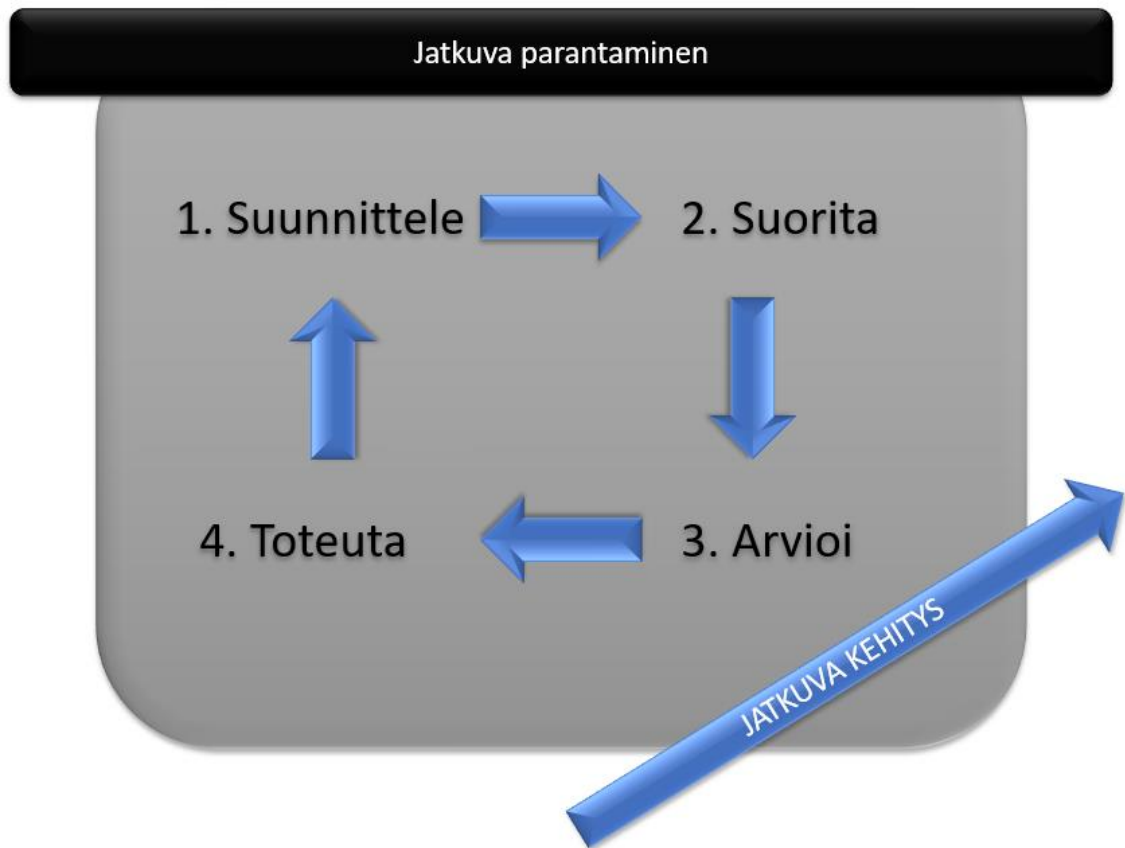 Jatkuva parantaminen
1. Suunnittele
2. Suorita
4. Toteuta
3. Arvioi
JATKUVA KEHITYS